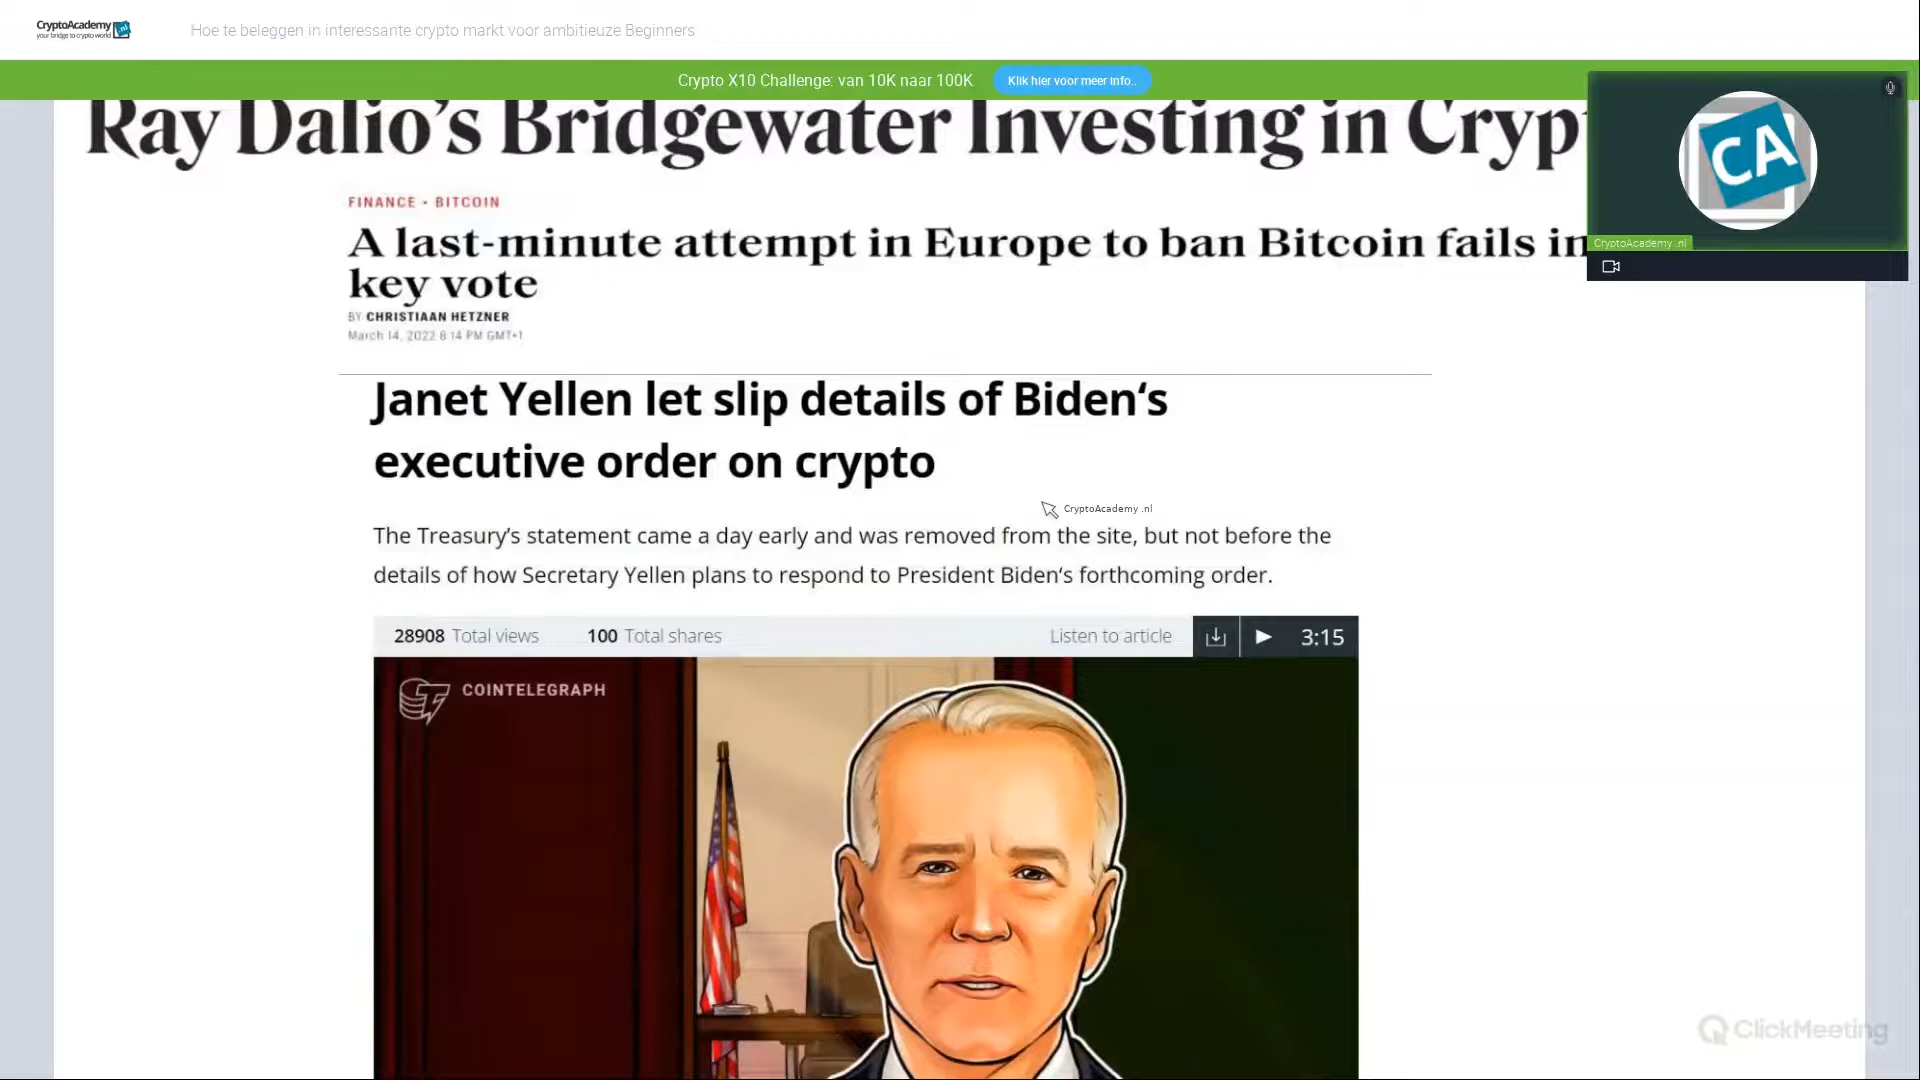 CryptoAcademy .nl
your bridge to crypto world
Hoe te beleggen in interessante crypto markt voor ambitieuze Beginners
Crypto X10 Challenge: van 10K naar 100K
Klik hier voor meer info..
Ray Dalio’s Bridgewater Investing in Cryp
CA
CryptoAcademy .nl
FINANCE - BITCOIN
A last-minute attempt in Europe to ban Bitcoin fails in
key vote
BY CHRISTIAAN HETZNER
March 14, 2022 6:14 PM GMT+1
Janet Yellen let slip details of Biden‘s
executive order on crypto
CryptoAcademy .nl
The Treasury’s statement came a day early and was removed from the site, but not before the
details of how Secretary Yellen plans to respond to President Biden‘s forthcoming order.
28908 Total views 100 Total shares Listen to article 3:15
COINTELEGRAPH
ClickMeeting